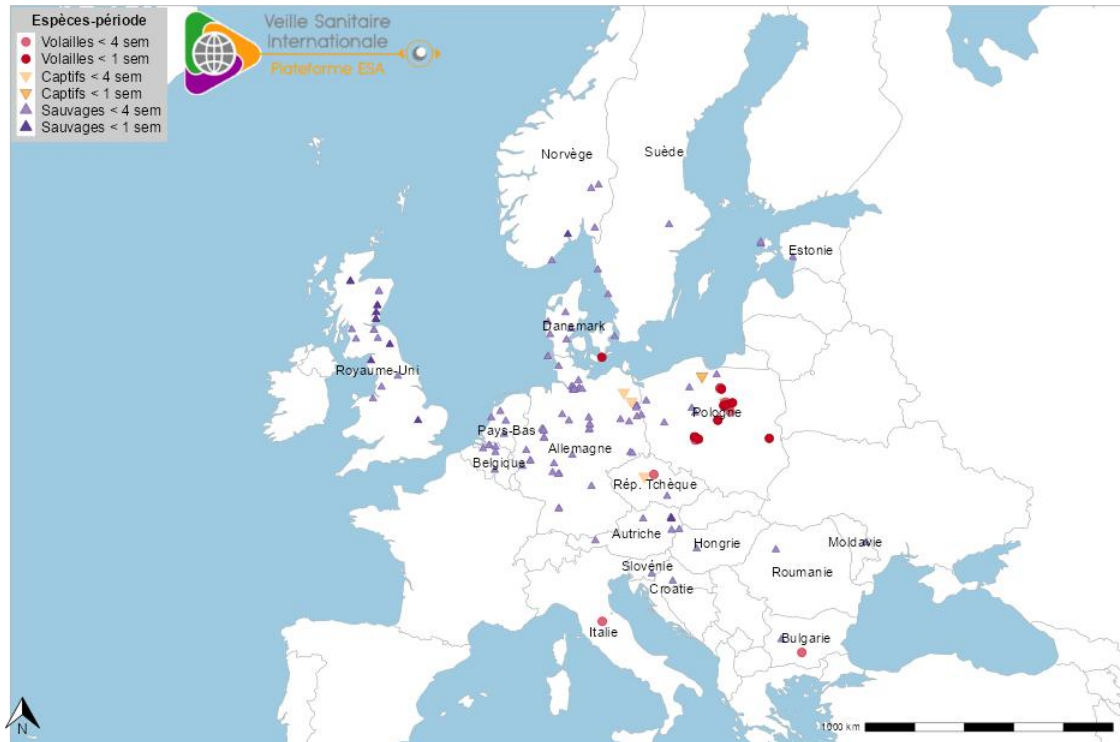 Espèces-période
Volailles < 4 sem
Volailles < 1 sem
Captifs < 4 sem
Captifs < 1 sem
Sauvages < 4 sem
Sauvages < 1 sem
Veille Sanitaire
Internationale
Plateforme ESA
Norvège
Suède
Estonie
Danemark
Royaume-Uni
Pologne
Pays-Bas
Allemagne
Belgique
Rép. Tchèque
Autriche
Hongrie
Moldavie
Slovénie
Roumanie
Croatie
Italie
Bulgarie
N
1000 km